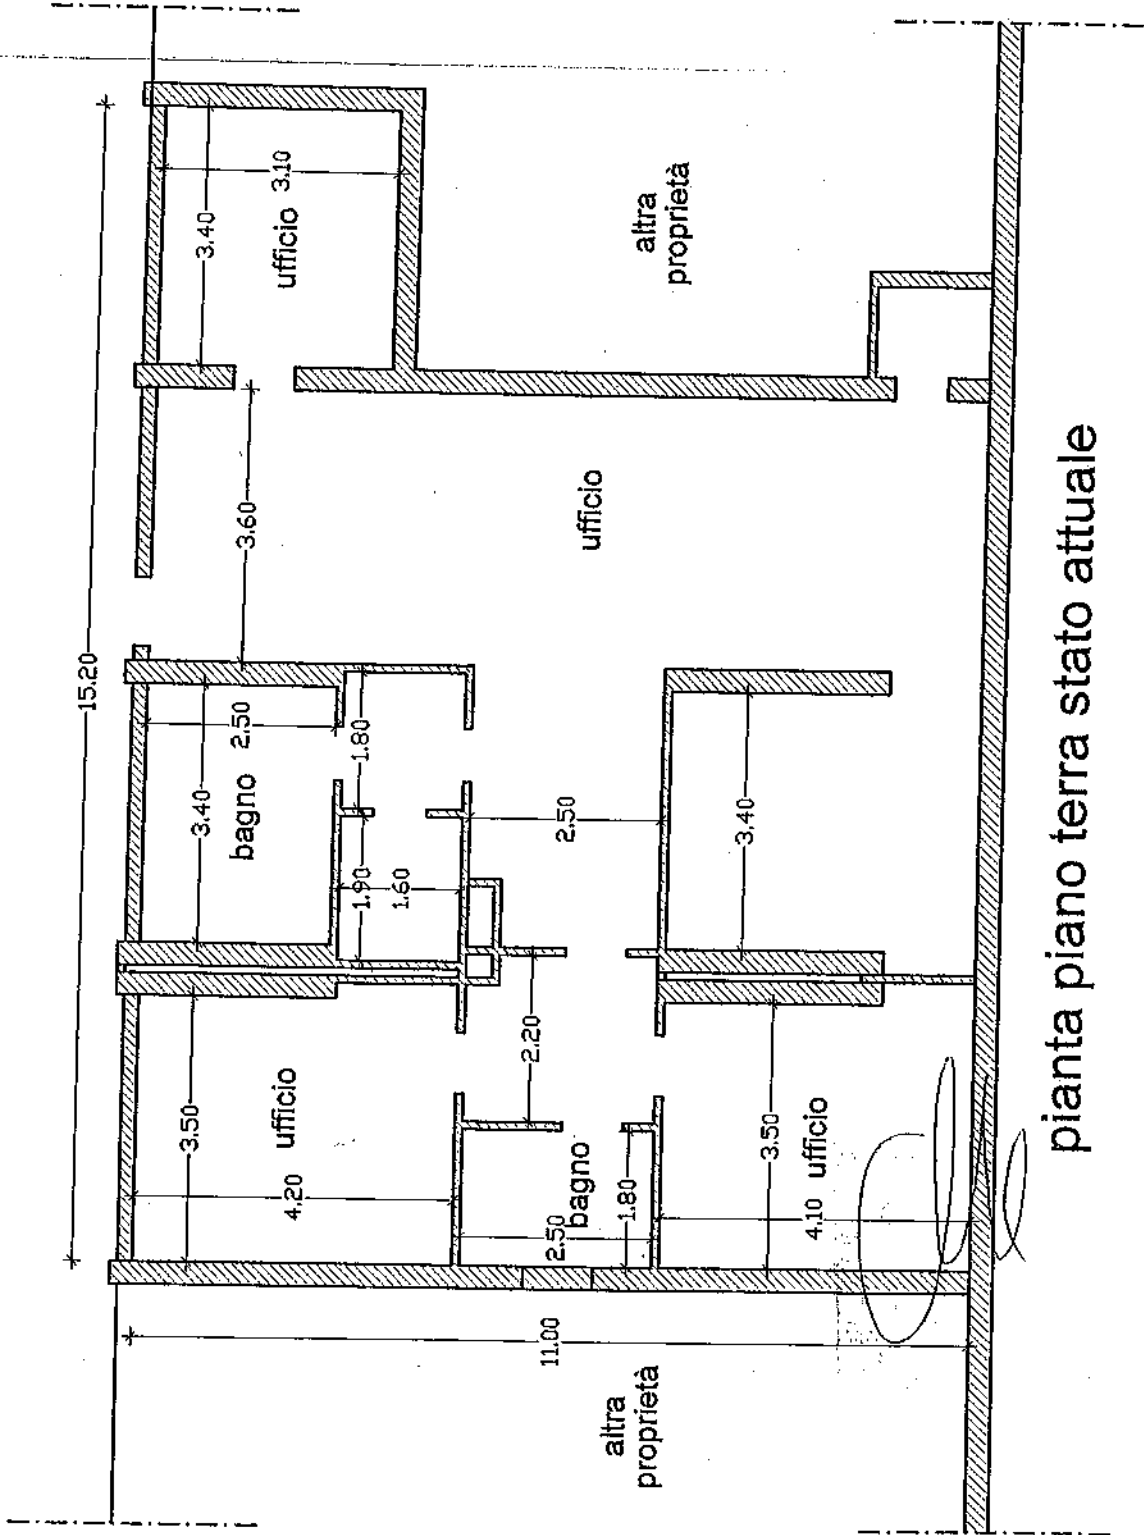 15.20
3.40
3.10
ufficio
altra
proprietà
3.60
ufficio
2.50
3.40
bagno
1.80
1.90
1.60
2.50
3.40
3.50
ufficio
4.20
2.20
bagno
2.50
1.80
3.50
ufficio
4.10
11.00
altra
proprietà
pianta piano terra stato attuale